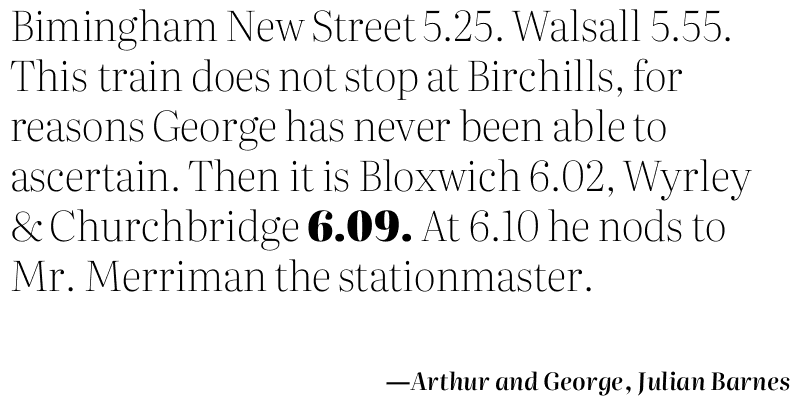 Bimingham New Street 5.25. Walsall 5.55.
This train does not stop at Birchills, for
reasons George has never been able to
ascertain. Then it is Bloxwich 6.02, Wyrley
& Churchbridge 6.09. At 6.10 he nods to
Mr. Merriman the stationmaster.
—Arthur and George, Julian Barnes